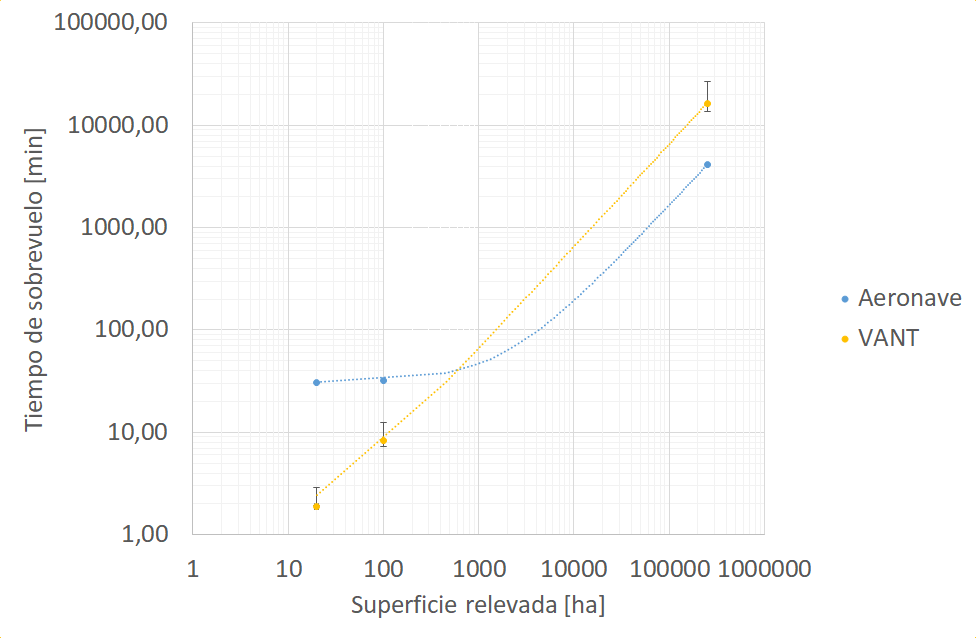 100000,00
10000,00
1000,00
100,00
10,00
1,00
Tiempo de sobrevuelo [min]
1 10 100 1000 10000 100000 1000000
Superficie relevada [ha]
Aeronave
VANT